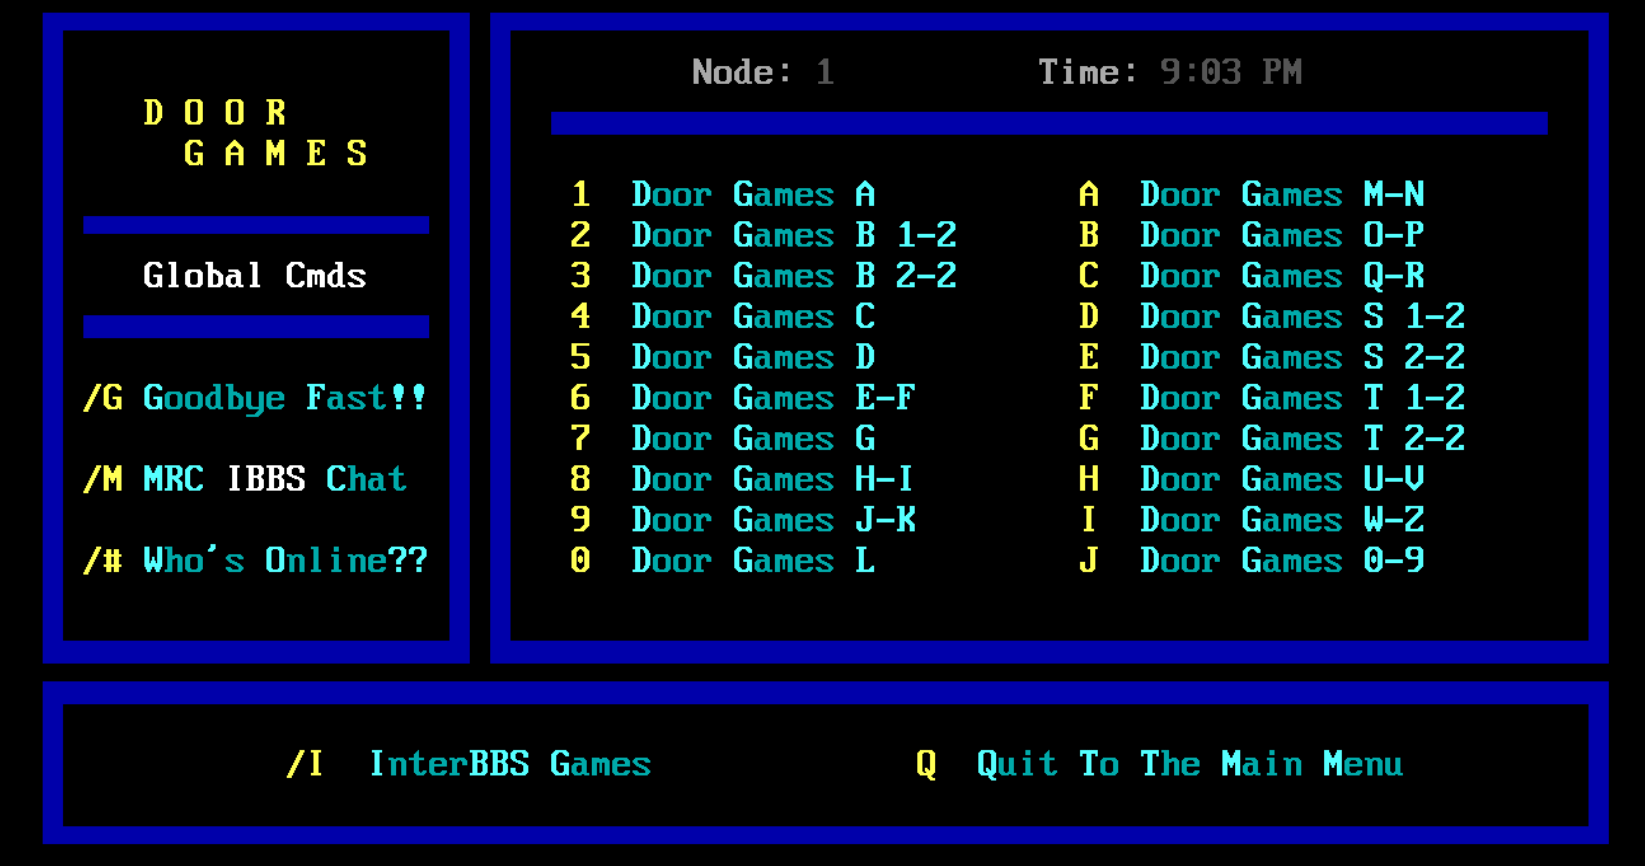 D O O R
G A M E S
Global Cmds
/G Goodbye Fast!!
/M MRC IBBS Chat
/# Who's Online??
Node: 1 Time: 9:03 PM
1 Door Games A
2 Door Games B 1-2
3 Door Games B 2-2
4 Door Games C
5 Door Games D
6 Door Games E-F
7 Door Games G
8 Door Games H-I
9 Door Games J-K
0 Door Games L
A Door Games M-N
B Door Games O-P
C Door Games Q-R
D Door Games S 1-2
E Door Games S 2-2
F Door Games T 1-2
G Door Games T 2-2
H Door Games U-V
I Door Games W-Z
J Door Games 0-9
/I InterBBS Games Q Quit To The Main Menu